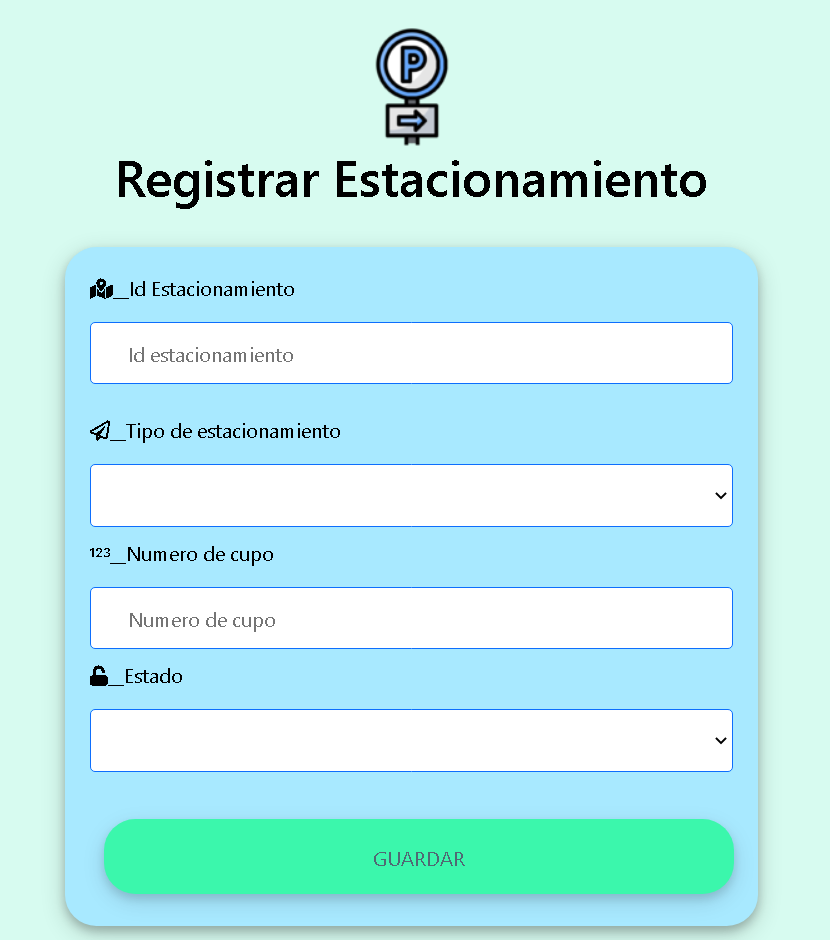 P
Registrar Estacionamiento
__Id Estacionamiento
Id estacionamiento
__Tipo de estacionamiento
123__Numero de cupo
Numero de cupo
__Estado
GUARDAR